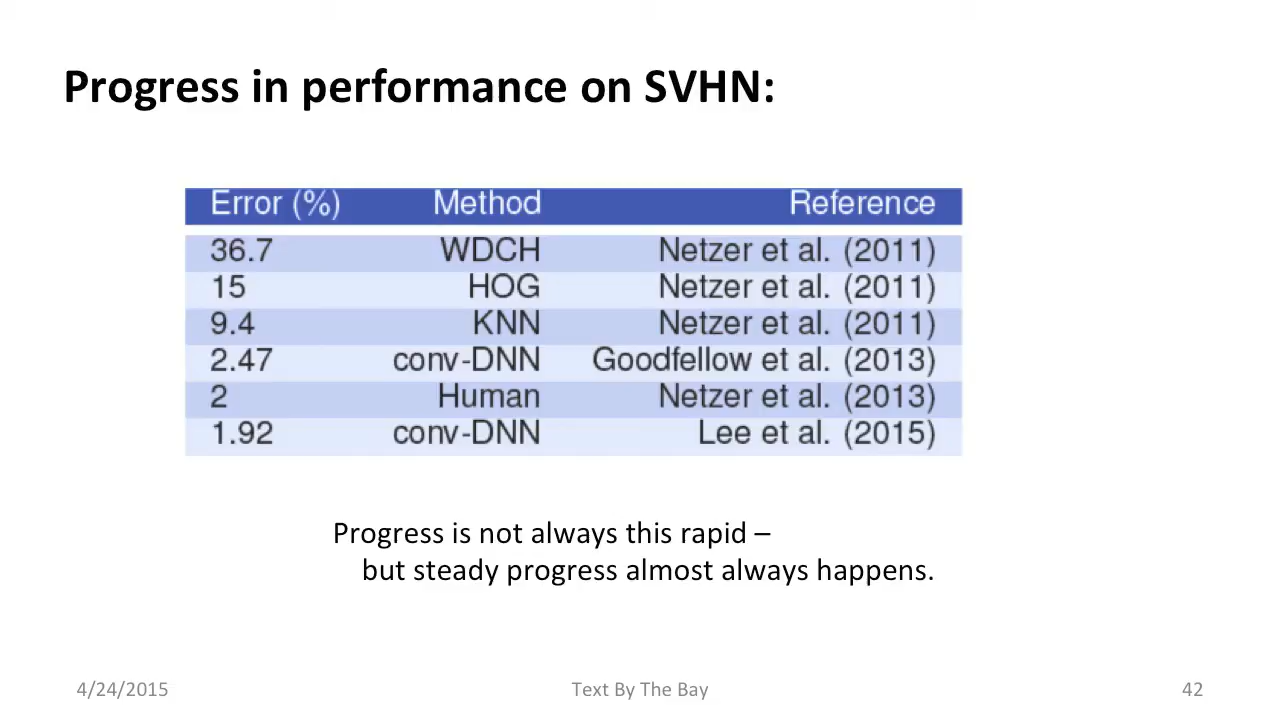 Progress in performance on SVHN:
Error (%) Method Reference
36.7 WDCH Netzer et al. (2011)
15 HOG Netzer et al. (2011)
9.4 KNN Netzer et al. (2011)
2.47 conv-DNN Goodfellow et al. (2013)
2 Human Netzer et al. (2013)
1.92 conv-DNN Lee et al. (2015)
Progress is not always this rapid –
but steady progress almost always happens.
4/24/2015 Text By The Bay 42